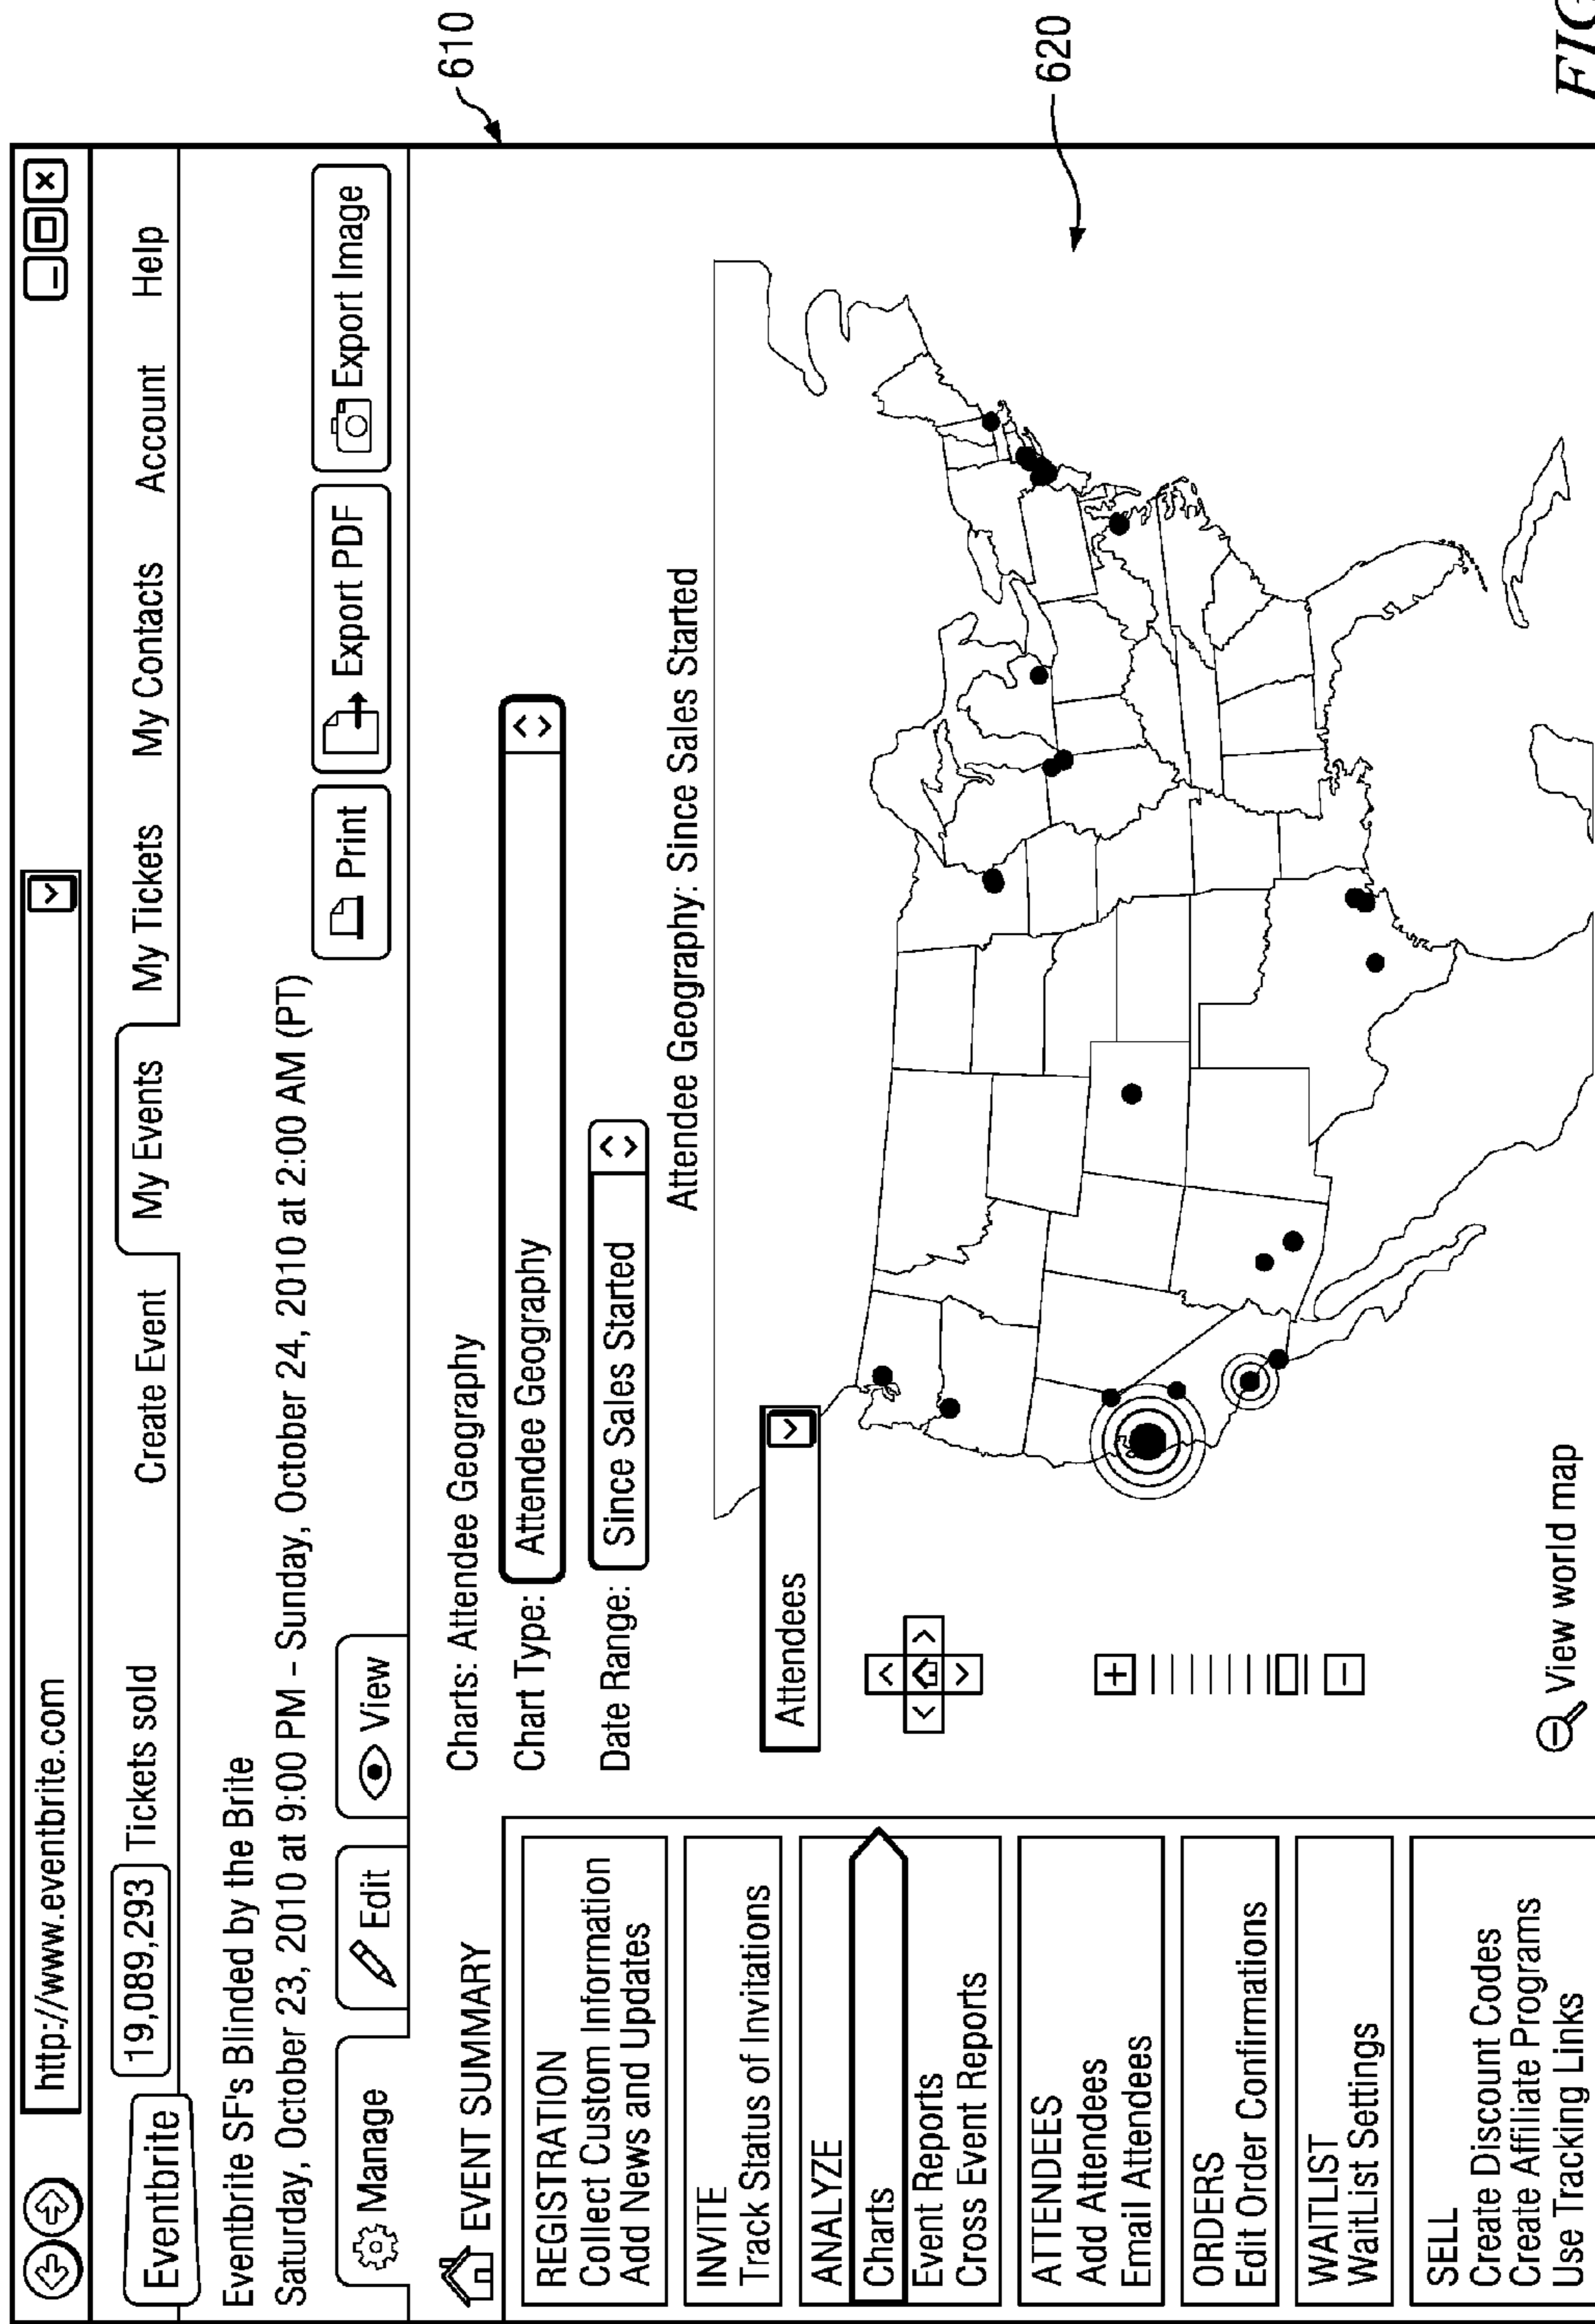 http://www.eventbrite.com
Eventbrite 19,089,293 Tickets sold Create Event My Events My Tickets My Contacts Account Help
Eventbrite SF's Blinded by the Brite
Saturday, October 23, 2010 at 9:00 PM – Sunday, October 24, 2010 at 2:00 AM (PT)
Manage Edit View Print Export PDF Export Image
EVENT SUMMARY
REGISTRATION
Collect Custom Information
Add News and Updates
INVITE
Track Status of Invitations
ANALYZE
Charts
Event Reports
Cross Event Reports
ATTENDEES
Add Attendees
Email Attendees
ORDERS
Edit Order Confirmations
WAITLIST
WaitList Settings
SELL
Create Discount Codes
Create Affiliate Programs
Use Tracking Links
Charts: Attendee Geography
Chart Type: Attendee Geography
Date Range: Since Sales Started
Attendee Geography: Since Sales Started
Attendees
View world map
610
620